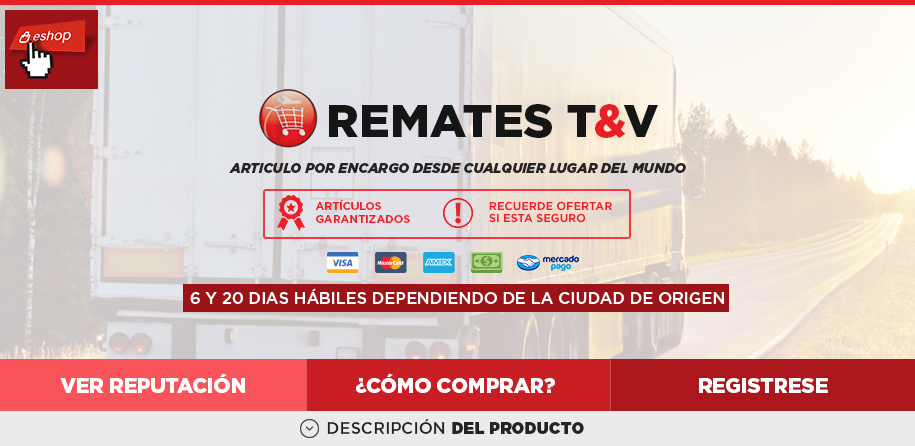 eshop
REMATES T&V
ARTICULO POR ENCARGO DESDE CUALQUIER LUGAR DEL MUNDO
ARTÍCULOS
GARANTIZADOS
RECUERDE OFERTAR
SI ESTA SEGURO
VISA MasterCard AMEX $ mercado
pago
6 Y 20 DIAS HÁBILES DEPENDIENDO DE LA CIUDAD DE ORIGEN
VER REPUTACIÓN
¿CÓMO COMPRAR?
REGISTRESE
DESCRIPCIÓN DEL PRODUCTO